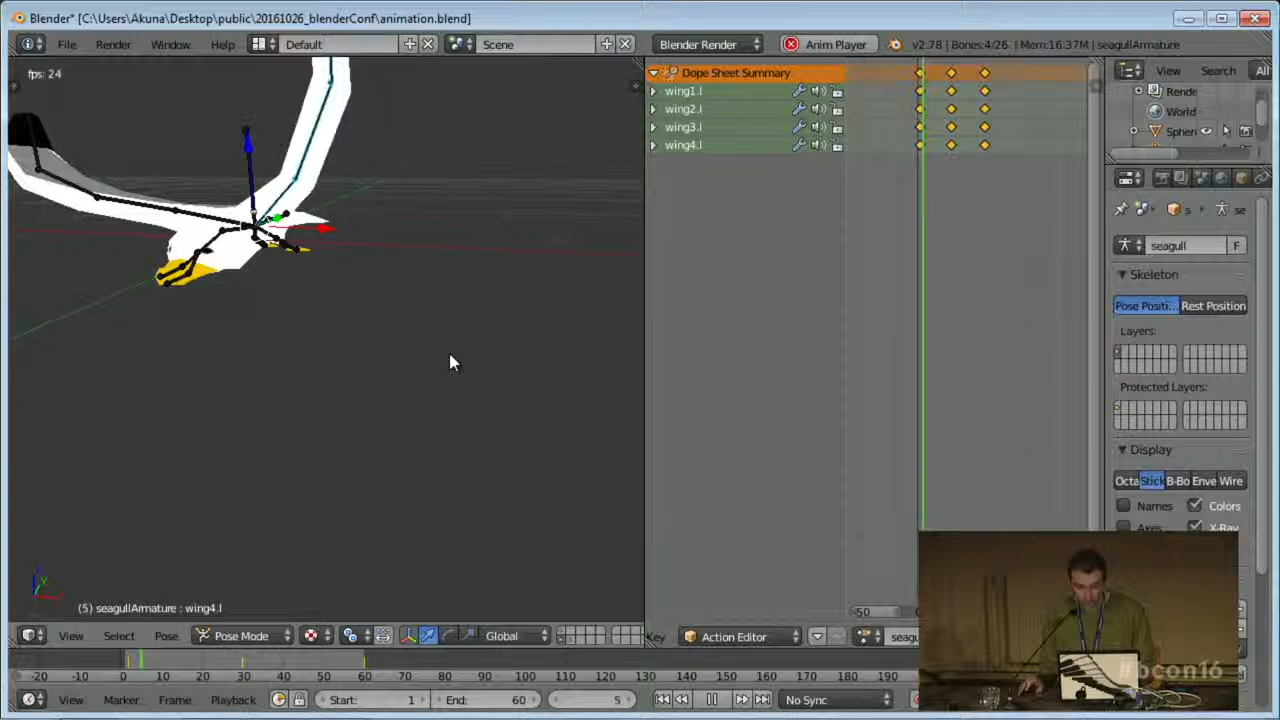 Blender* [C:\Users\Akuna\Desktop\public\20161026_blenderConf\animation.blend]
File Render Window Help Default Scene Blender Render Anim Player v2.78 | Bones:4/26 | Mem:16.37M | seagullArmature
fps: 24
Dope Sheet Summary
wing1.l
wing2.l
wing3.l
wing4.l
View Search All
Rende
World
Spher
s se
seagull F
Skeleton
Pose Positi... Rest Position
Layers:
Protected Layers:
Display
Octa Stick B-Bo Enve Wire
Names Colors
Axes X-Ray
-50
(5) seagullArmature : wing4.l
View Select Pose Pose Mode Global Key Action Editor seagu
-20 -10 0 10 20 30 40 50 60 70 80 90 100 110 120 130 140 150 160 170 180 190
View Marker Frame Playback Start: 1 End: 60 5 No Sync
#bcon16